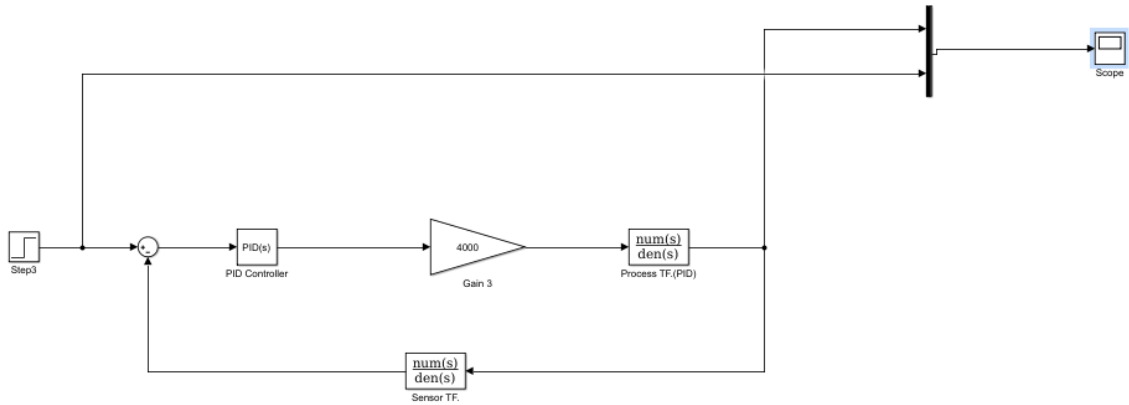 Scope
Step3
PID(s)
PID Controller
4000
Gain 3
num(s)
den(s)
Process TF.(PID)
num(s)
den(s)
Sensor TF.